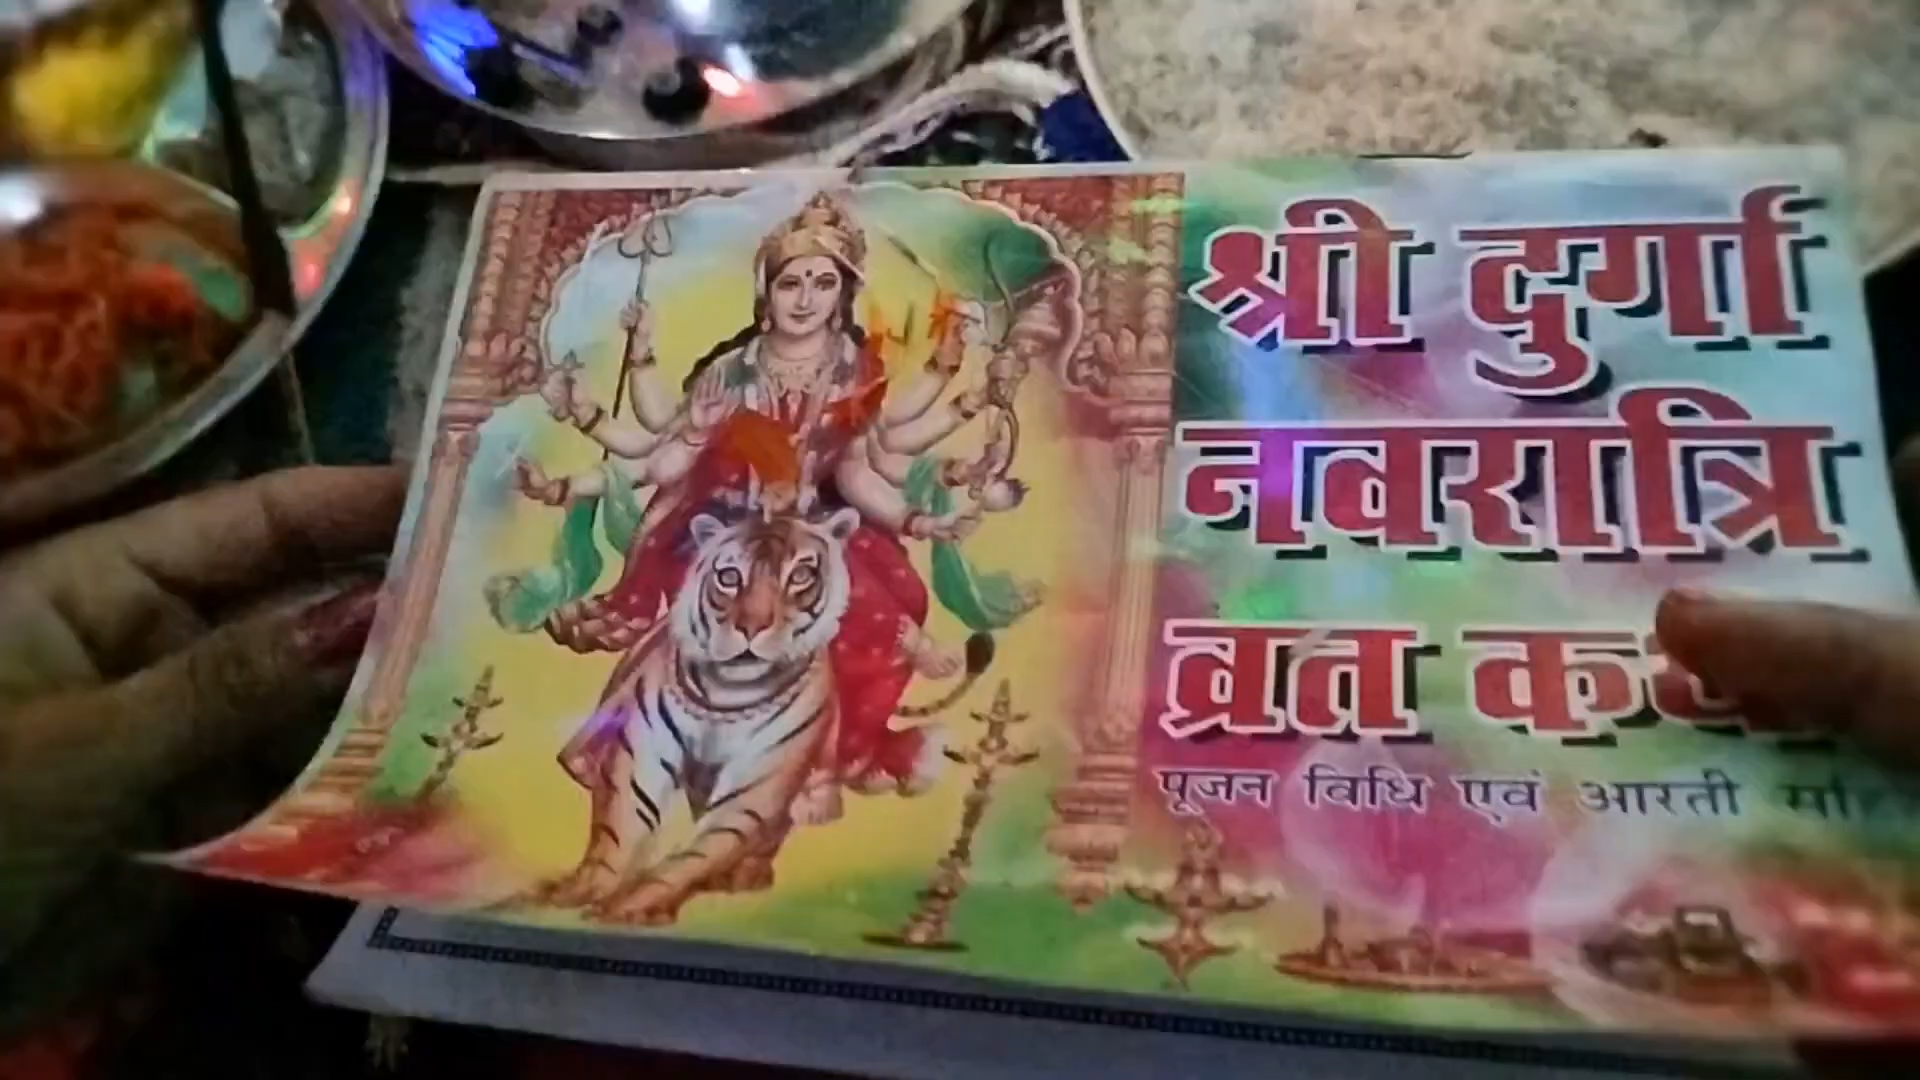 श्री दुर्गा
नवरात्रि
व्रत
पूजन विधि एवं आरती